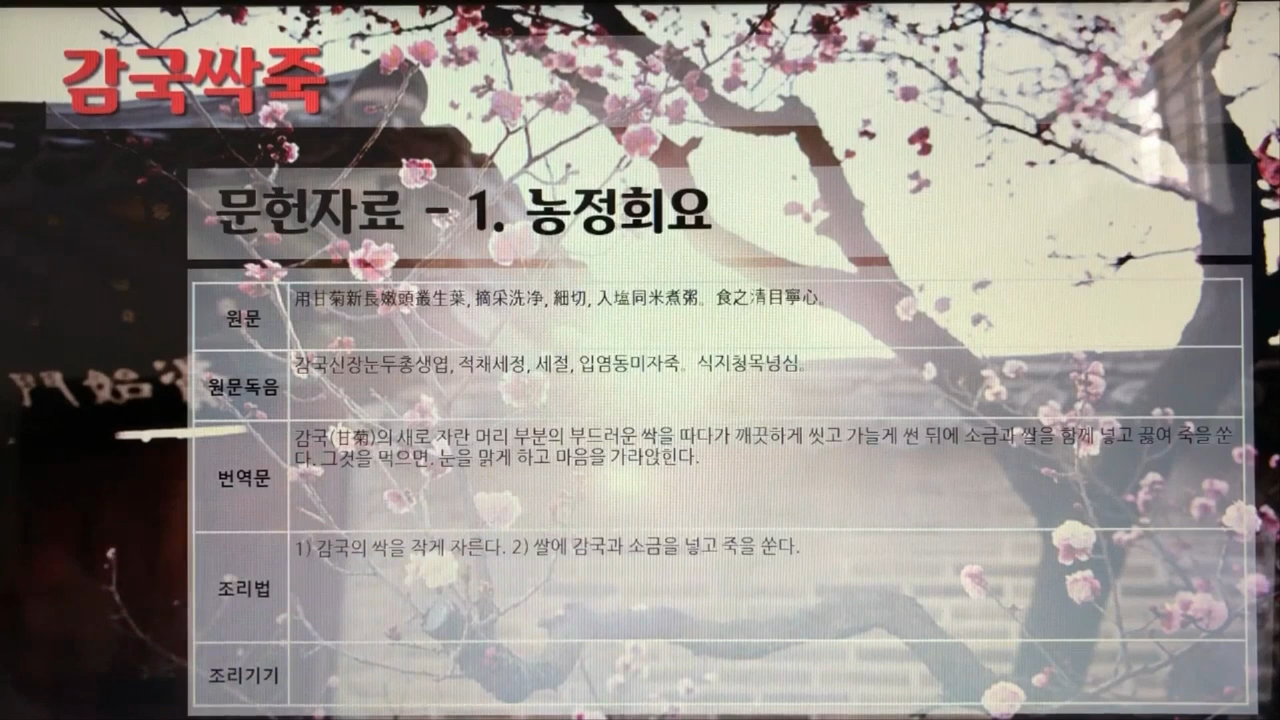 감국싹죽
문헌자료 - 1. 농정회요
원문
用甘菊新長嫩頭叢生葉, 摘采洗净, 細切, 入塩同米煮粥。食之清目寧心。
원문독음
감국신장눈두총생엽, 적채세정, 세절, 입염동미자죽。식지청목녕심。
번역문
감국(甘菊)의 새로 자란 머리 부분의 부드러운 싹을 따다가 깨끗하게 씻고 가늘게 썬 뒤에 소금과 쌀을 함께 넣고 끓여 죽을 쑨
다. 그것을 먹으면. 눈을 맑게 하고 마음을 가라앉힌다.
조리법
1) 감국의 싹을 작게 자른다. 2) 쌀에 감국과 소금을 넣고 죽을 쑨다.
조리기기